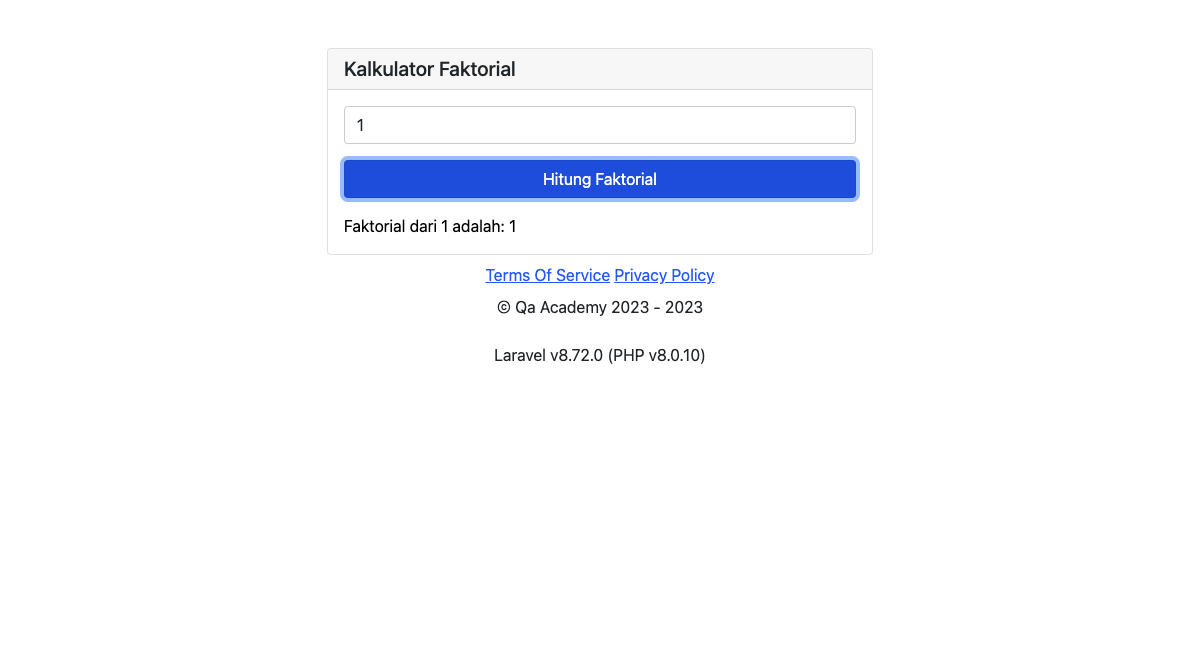 Kalkulator Faktorial
1
Hitung Faktorial
Faktorial dari 1 adalah: 1
Terms Of Service Privacy Policy
© Qa Academy 2023 - 2023
Laravel v8.72.0 (PHP v8.0.10)